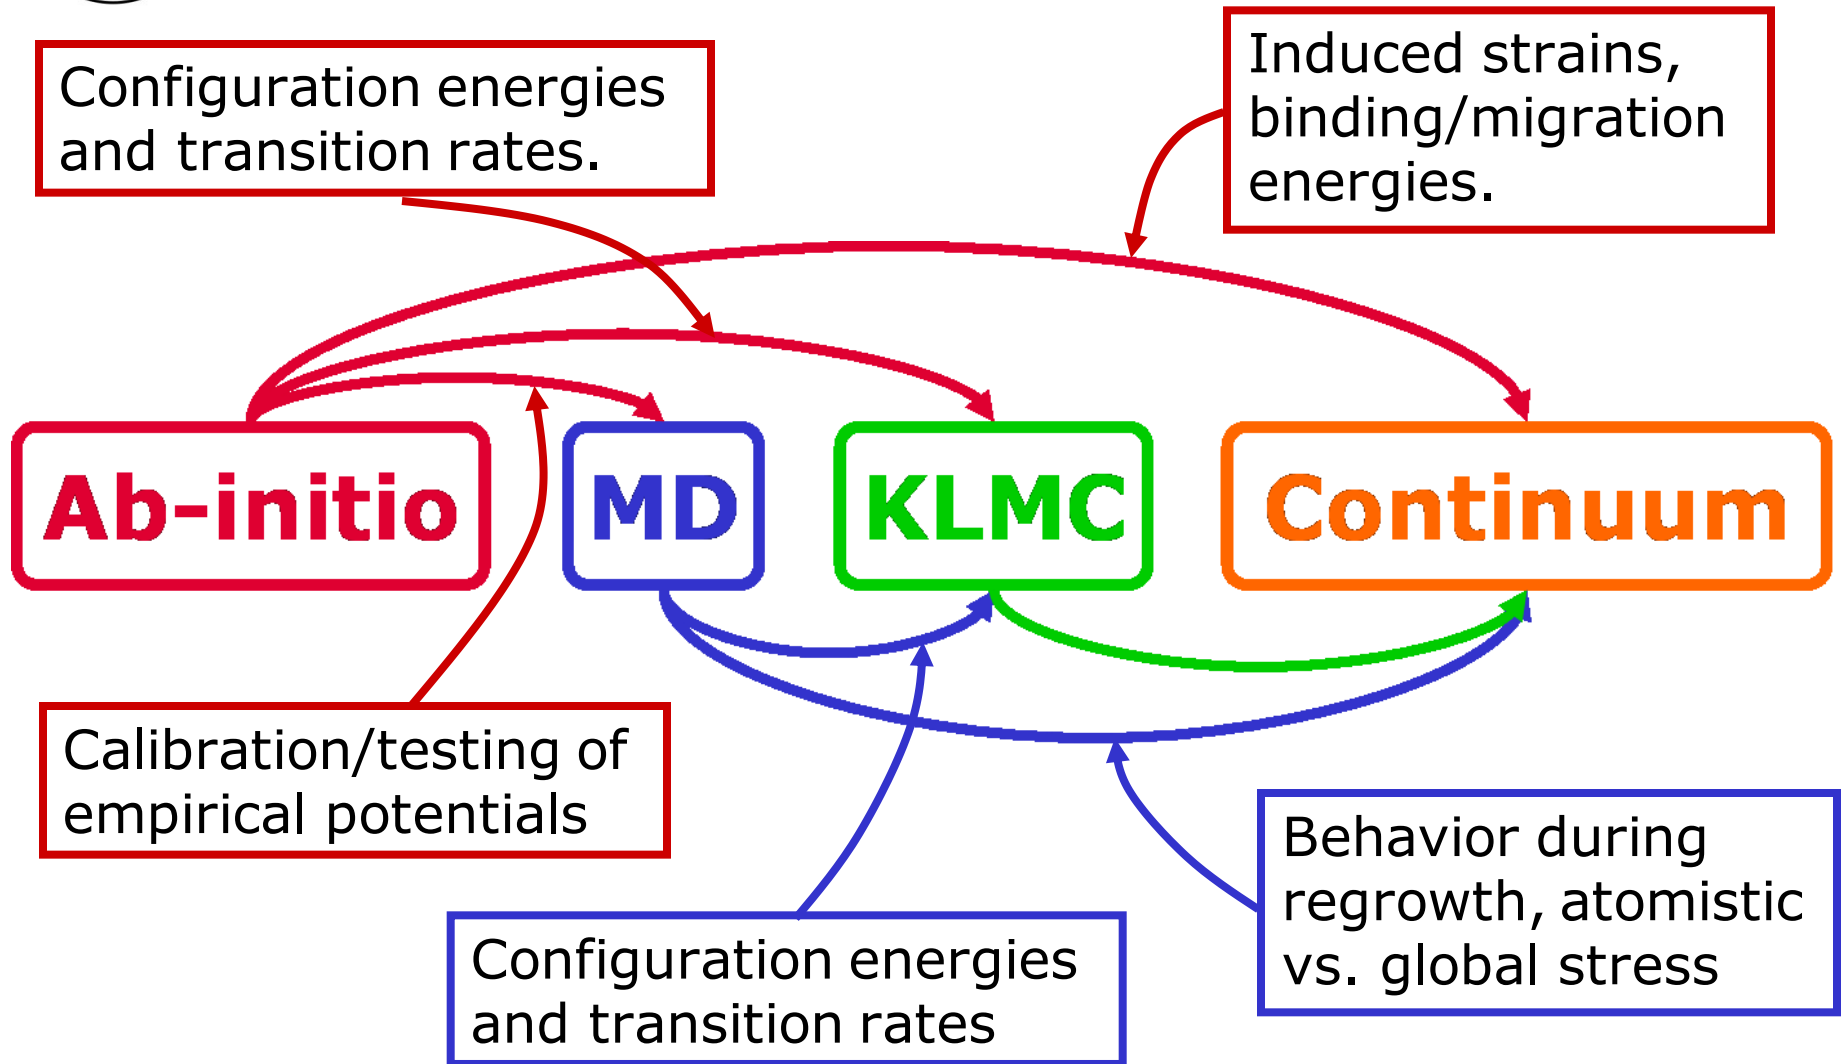 Configuration energies
and transition rates.
Induced strains,
binding/migration
energies.
Ab-initio
MD
KLMC
Continuum
Calibration/testing of
empirical potentials
Behavior during
regrowth, atomistic
vs. global stress
Configuration energies
and transition rates